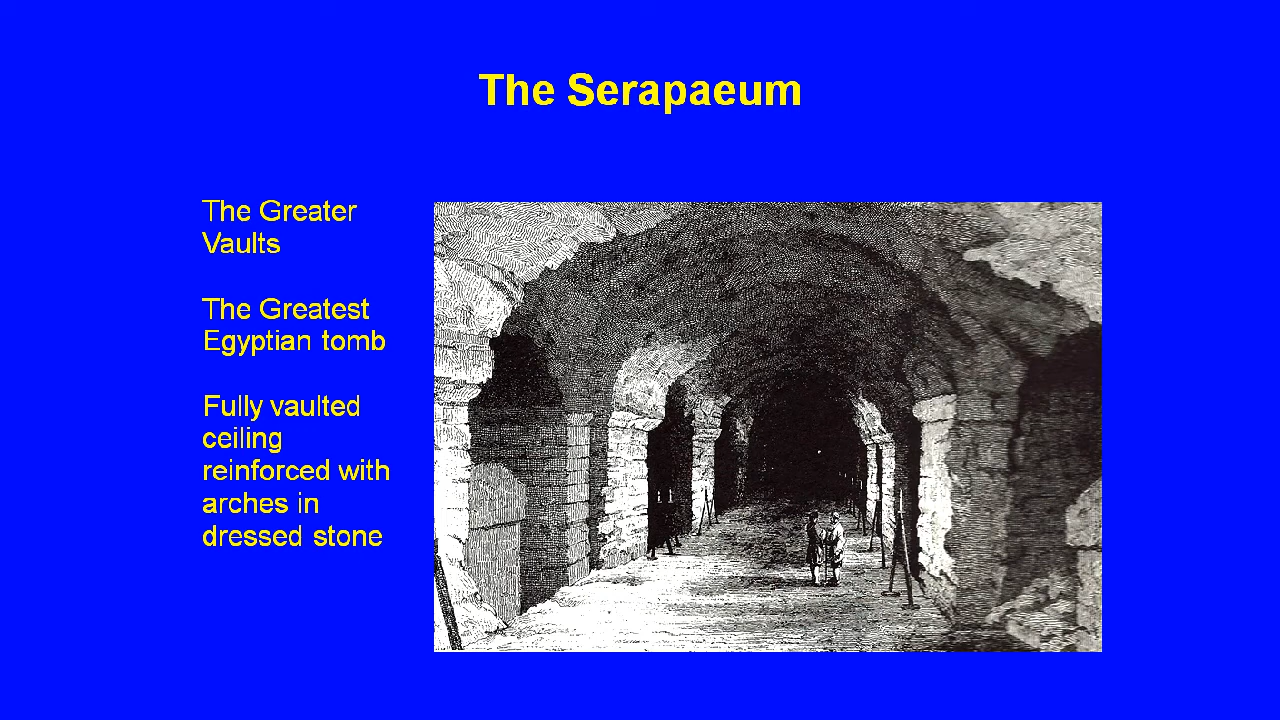 The Serapaeum
The Greater
Vaults
The Greatest
Egyptian tomb
Fully vaulted
ceiling
reinforced with
arches in
dressed stone